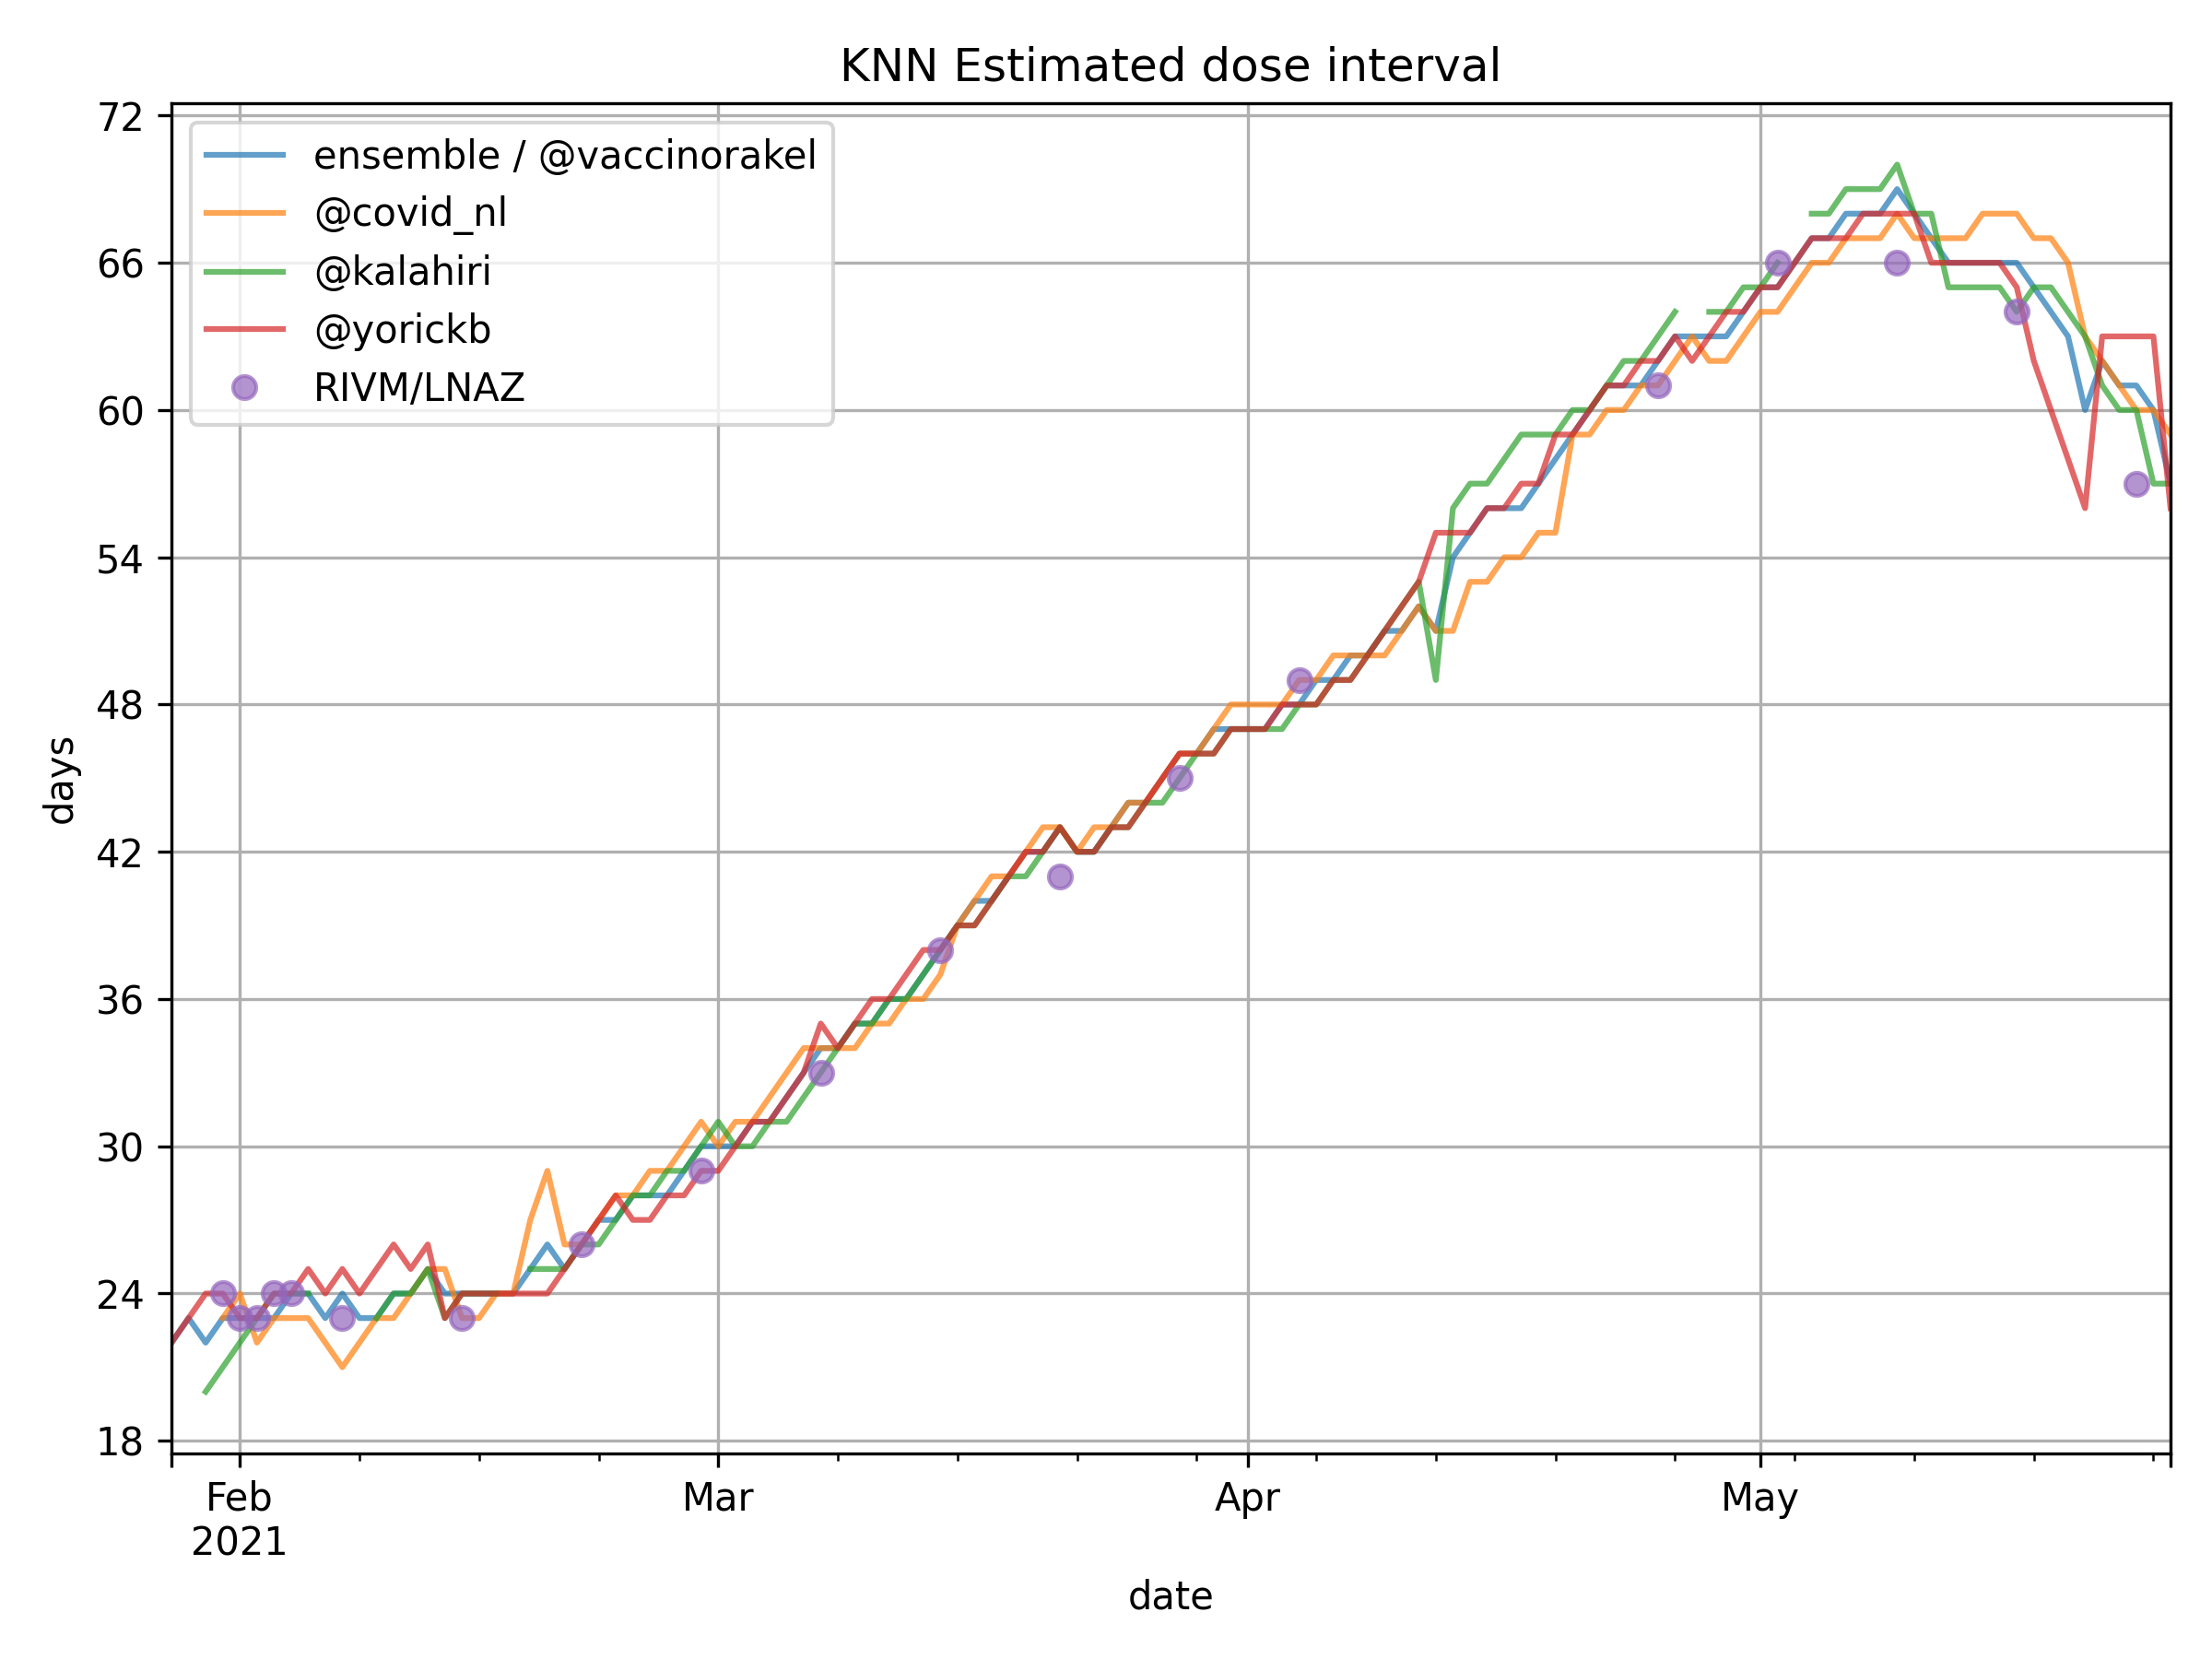 KNN Estimated dose interval
ensemble / @vaccinorakel
@covid_nl
@kalahiri
@yorickb
RIVM/LNAZ
72
66
60
54
48
42
36
30
24
18
days
Feb Mar Apr May
2021
date